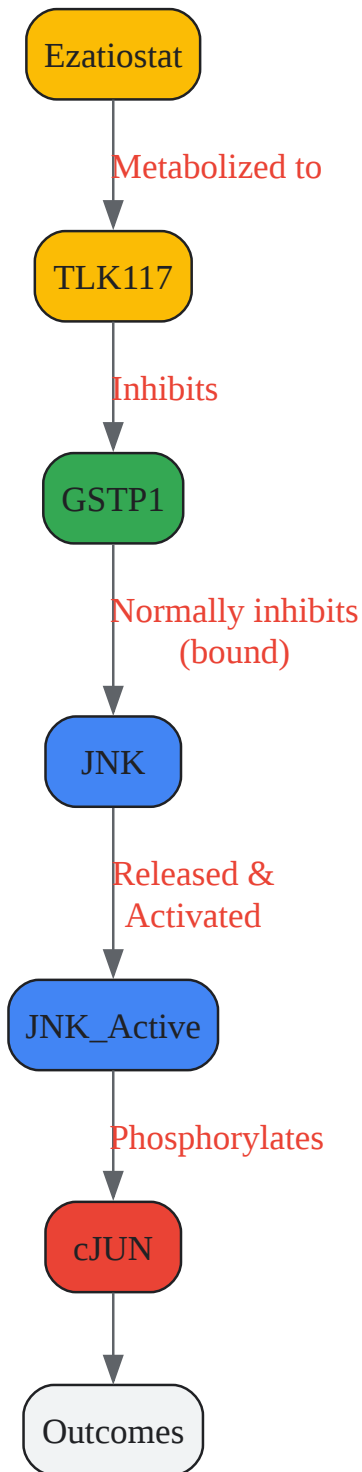 Ezatiostat
Metabolized to
TLK117
Inhibits
GSTP1
Normally inhibits
(bound)
JNK
Released &
Activated
JNK_Active
Phosphorylates
cJUN
Outcomes